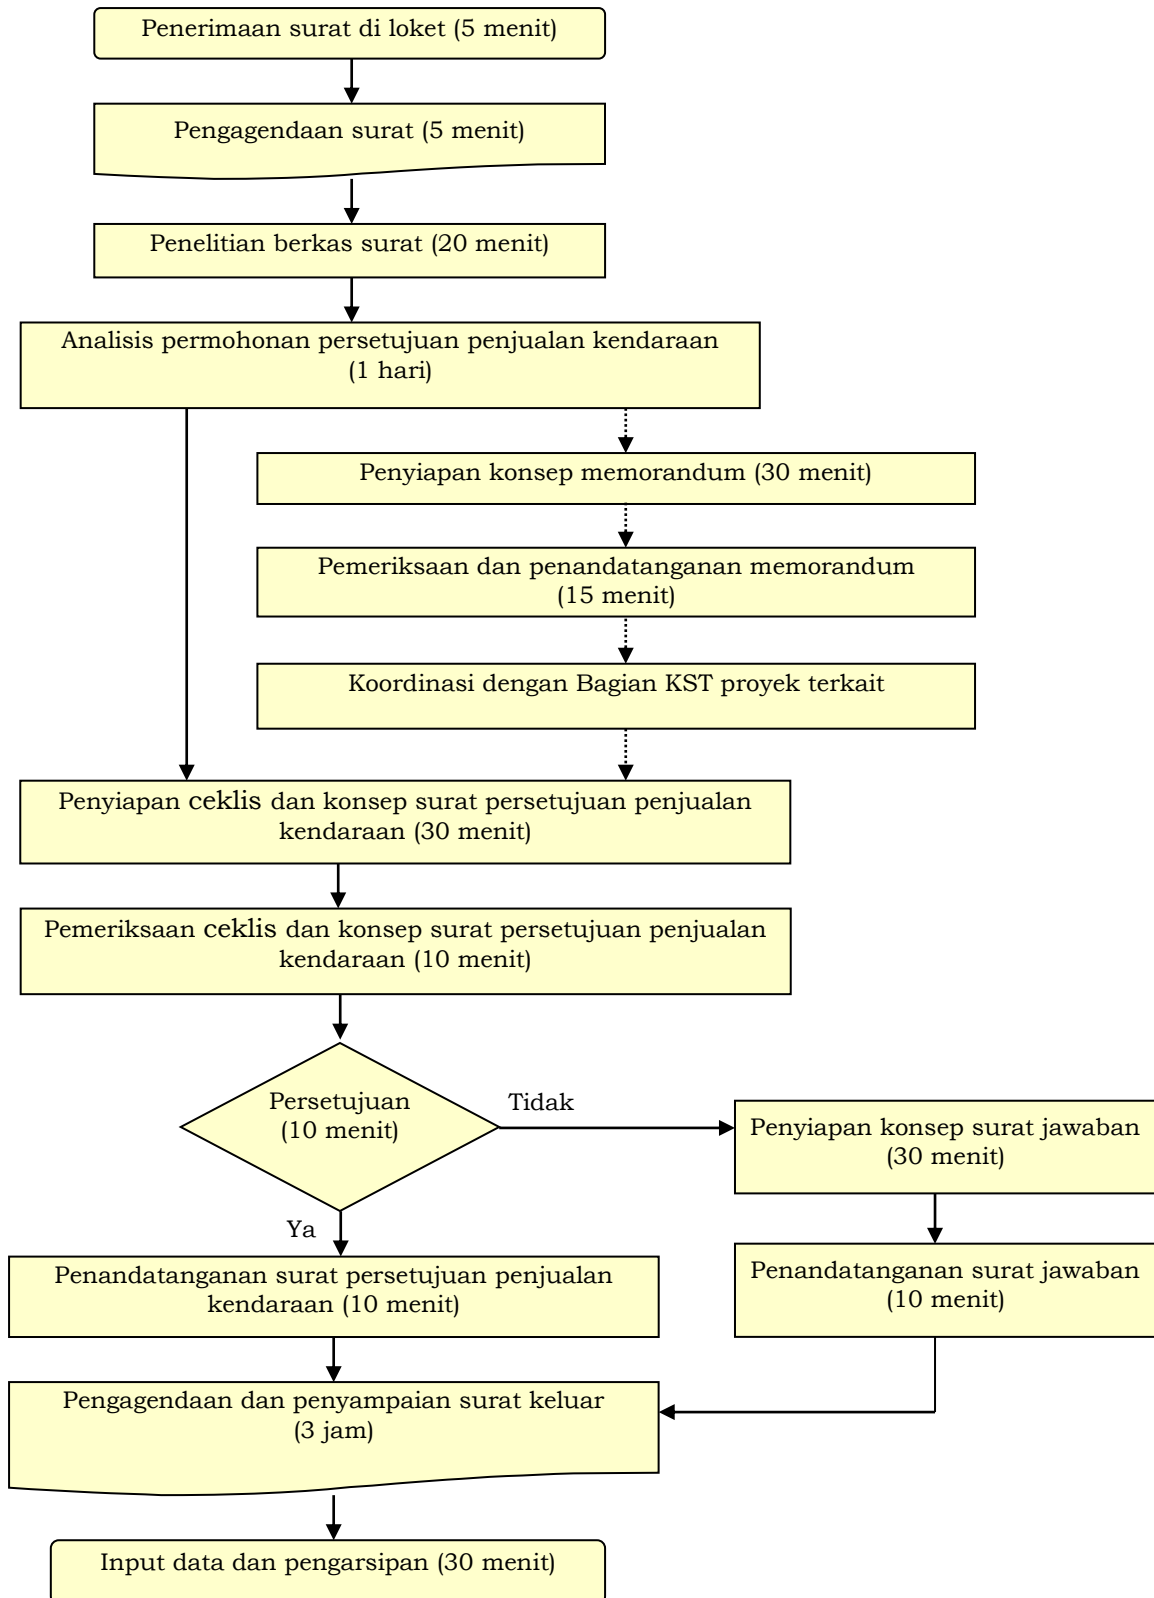 Penerimaan surat di loket (5 menit)
Pengagendaan surat (5 menit)
Penelitian berkas surat (20 menit)
Analisis permohonan persetujuan penjualan kendaraan
(1 hari)
Penyiapan konsep memorandum (30 menit)
Pemeriksaan dan penandatanganan memorandum
(15 menit)
Koordinasi dengan Bagian KST proyek terkait
Penyiapan ceklis dan konsep surat persetujuan penjualan
kendaraan (30 menit)
Pemeriksaan ceklis dan konsep surat persetujuan penjualan
kendaraan (10 menit)
Persetujuan
(10 menit)
Tidak
Penyiapan konsep surat jawaban
(30 menit)
Ya
Penandatanganan surat persetujuan penjualan
kendaraan (10 menit)
Penandatanganan surat jawaban
(10 menit)
Pengagendaan dan penyampaian surat keluar
(3 jam)
Input data dan pengarsipan (30 menit)